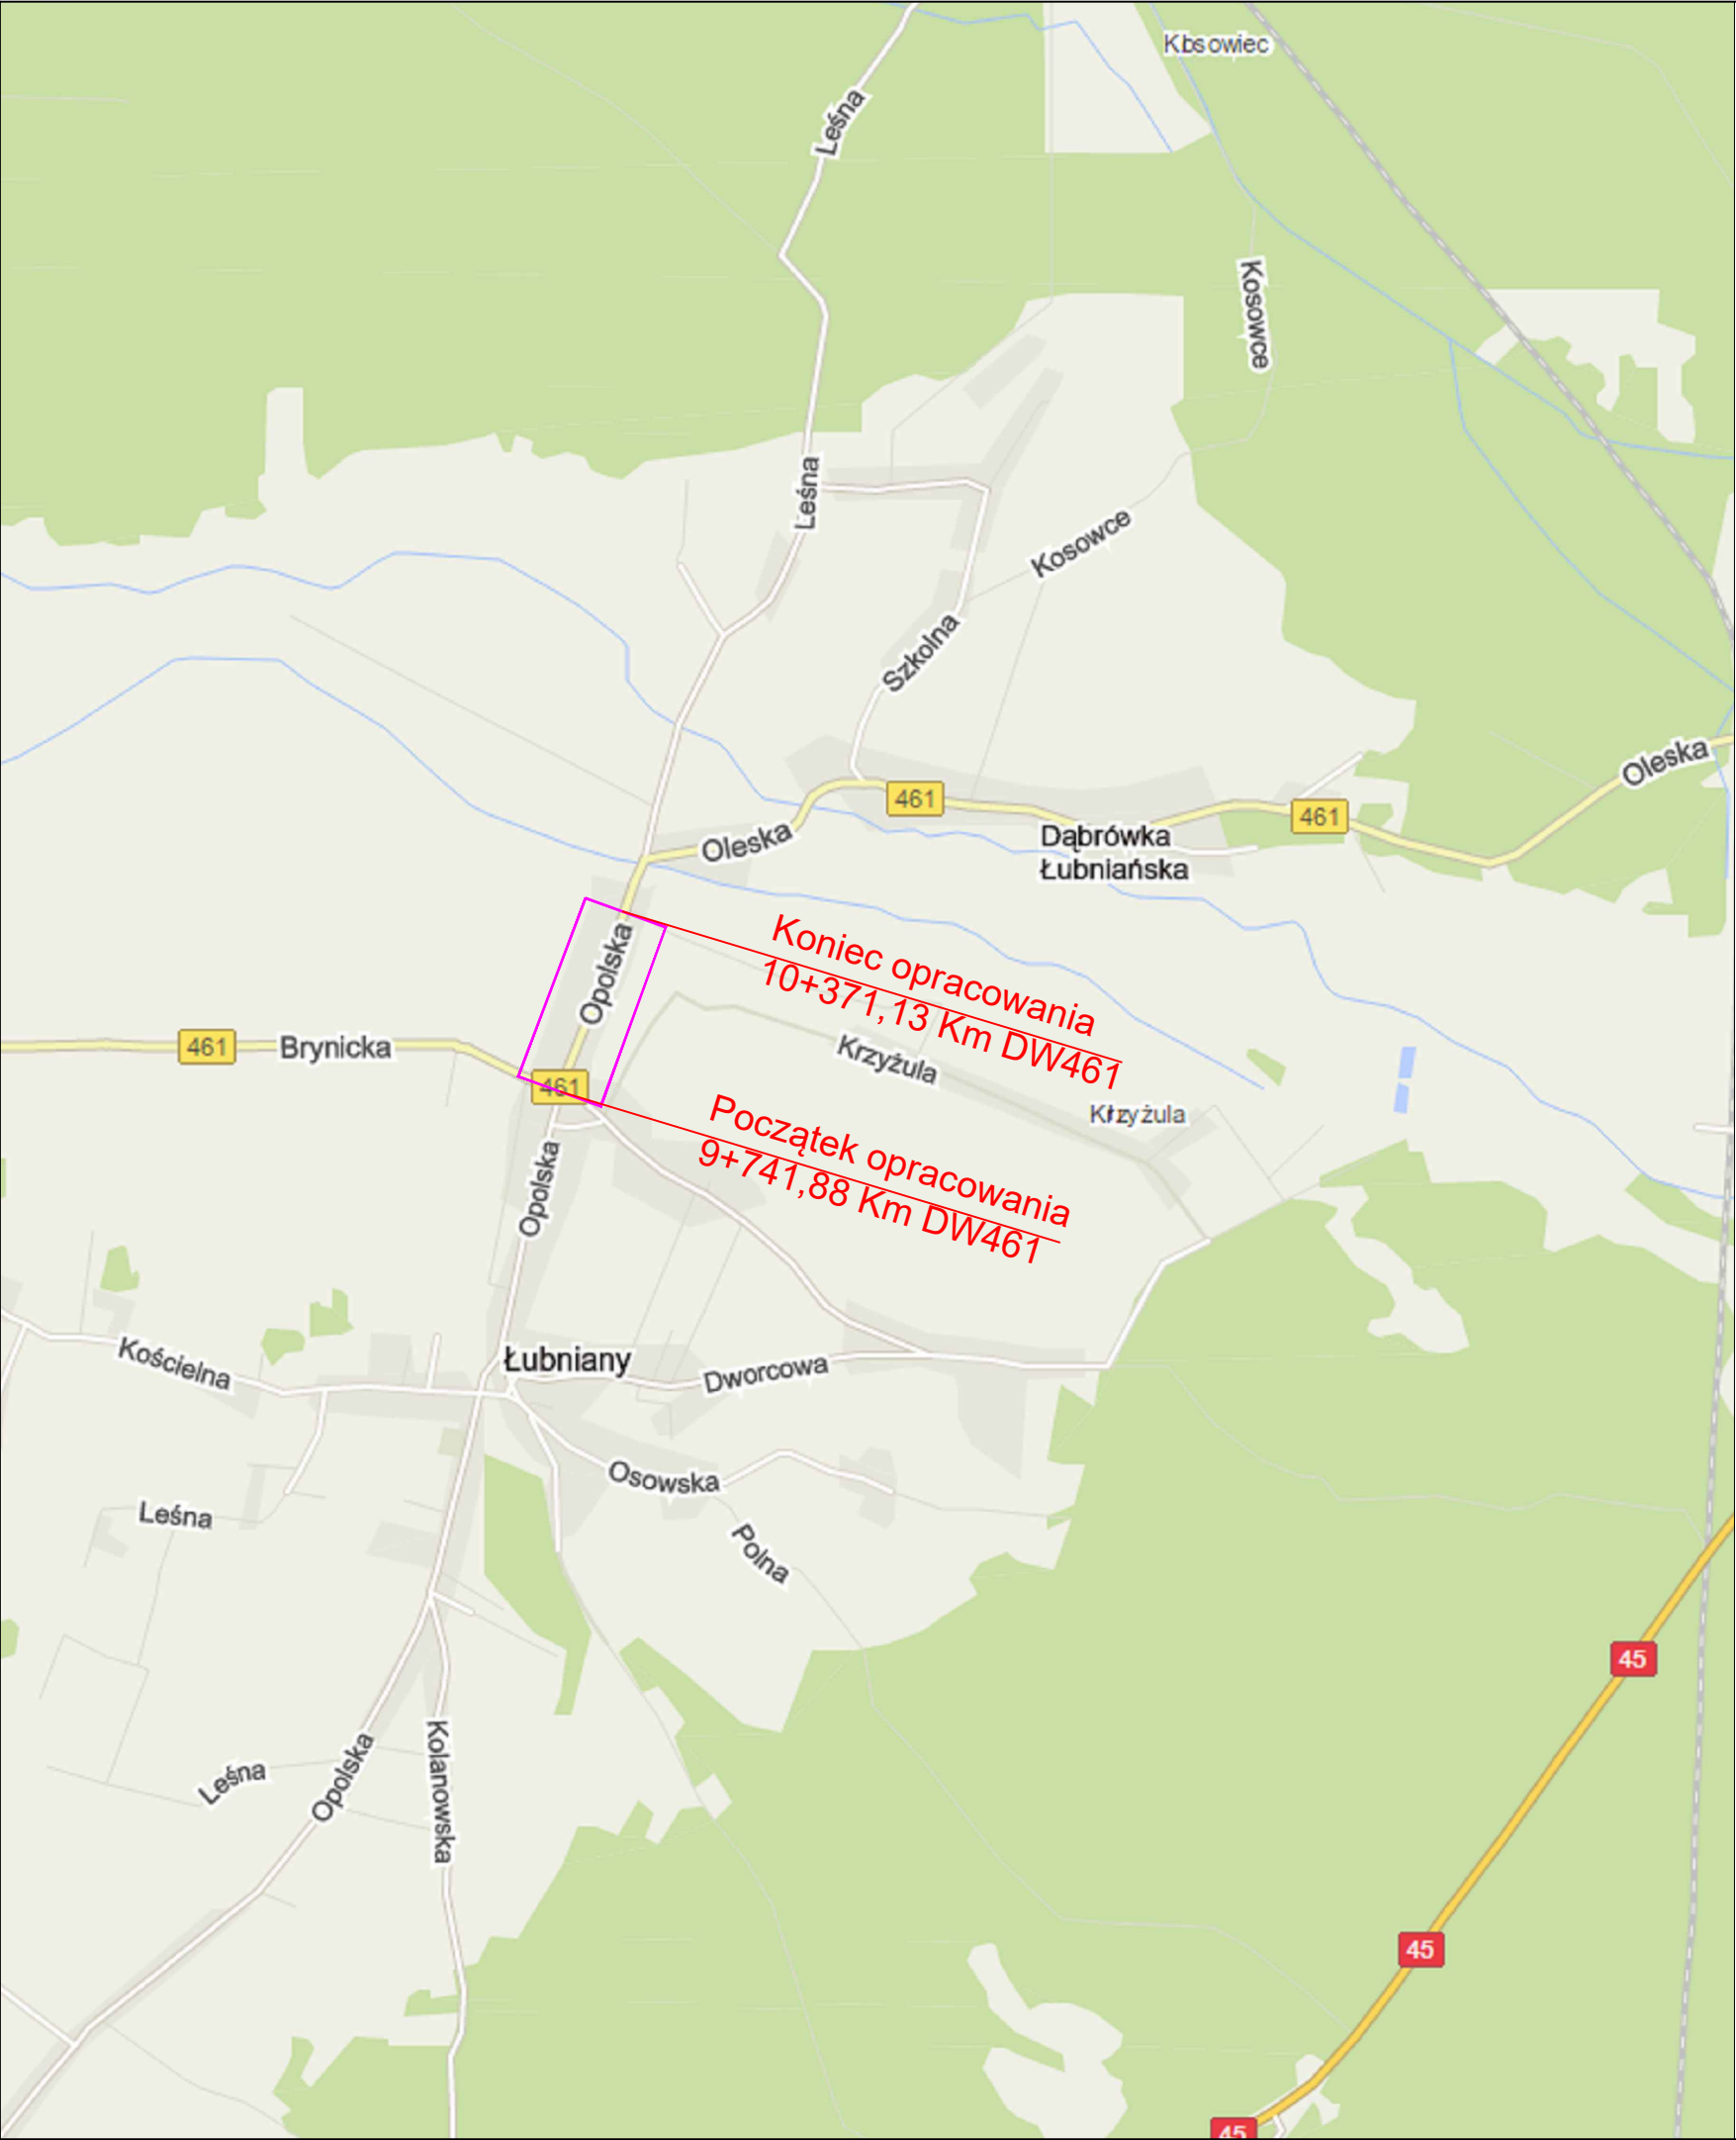 Kbsowiec
Leśna
Kosowce
Leśna
Kosowce
Szkolna
Oleska
461
461
Oleska
Dąbrówka
Łubniańska
Opolska
Koniec opracowania
10+371,13 Km DW461
461
Brynicka
Krzyżula
461
Krzyżula
Początek opracowania
9+741,88 Km DW461
Opolska
Kościelna
Łubniany
Dworcowa
Osowska
Leśna
Polna
45
Leśna
Opolska
Kolanowska
45
45